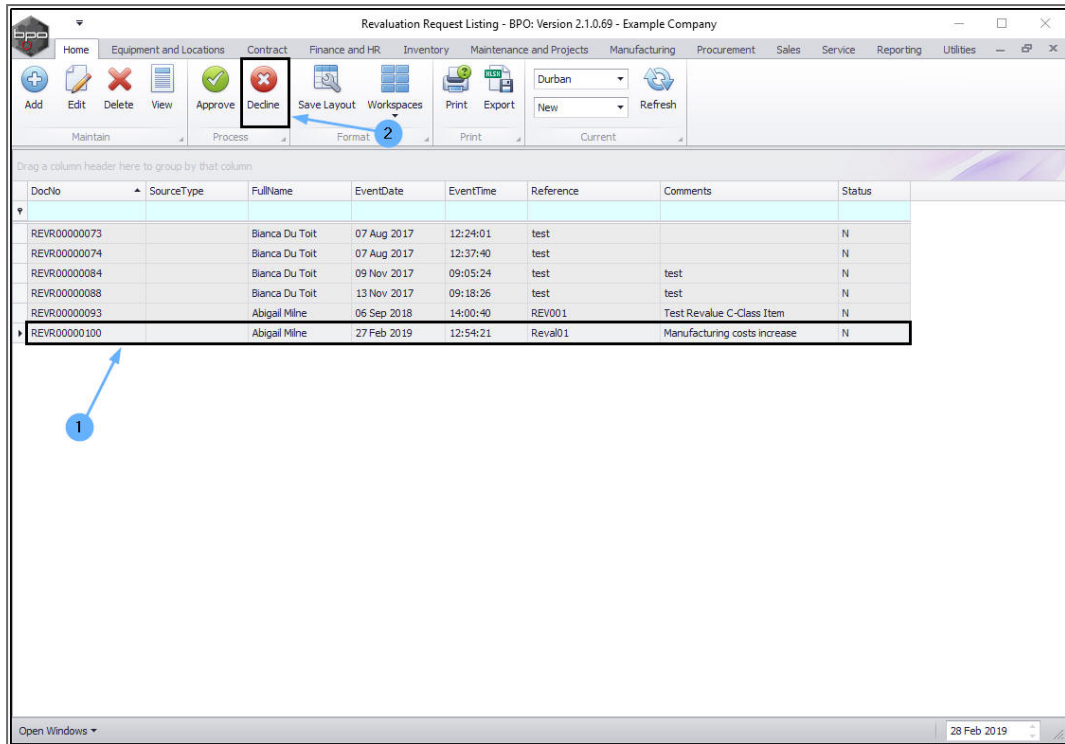 Revaluation Request Listing - BPO: Version 2.1.0.69 - Example Company
bpo
Home Equipment and Locations Contract Finance and HR Inventory Maintenance and Projects Manufacturing Procurement Sales Service Reporting Utilities
XLSX
Durban
New
Add Edit Delete View Approve Decline Save Layout Workspaces Print Export Refresh
Maintain Process Format Print Current
2
Drag a column header here to group by that column
DocNo SourceType FullName EventDate EventTime Reference Comments Status
REVR00000073 Bianca Du Toit 07 Aug 2017 12:24:01 test N
REVR00000074 Bianca Du Toit 07 Aug 2017 12:37:40 test N
REVR00000084 Bianca Du Toit 09 Nov 2017 09:05:24 test test N
REVR00000088 Bianca Du Toit 13 Nov 2017 09:18:26 test test N
REVR00000093 Abigail Milne 06 Sep 2018 14:00:40 REV001 Test Revalue C-Class Item N
REVR00000100 Abigail Milne 27 Feb 2019 12:54:21 Reval01 Manufacturing costs increase N
1
Open Windows 28 Feb 2019